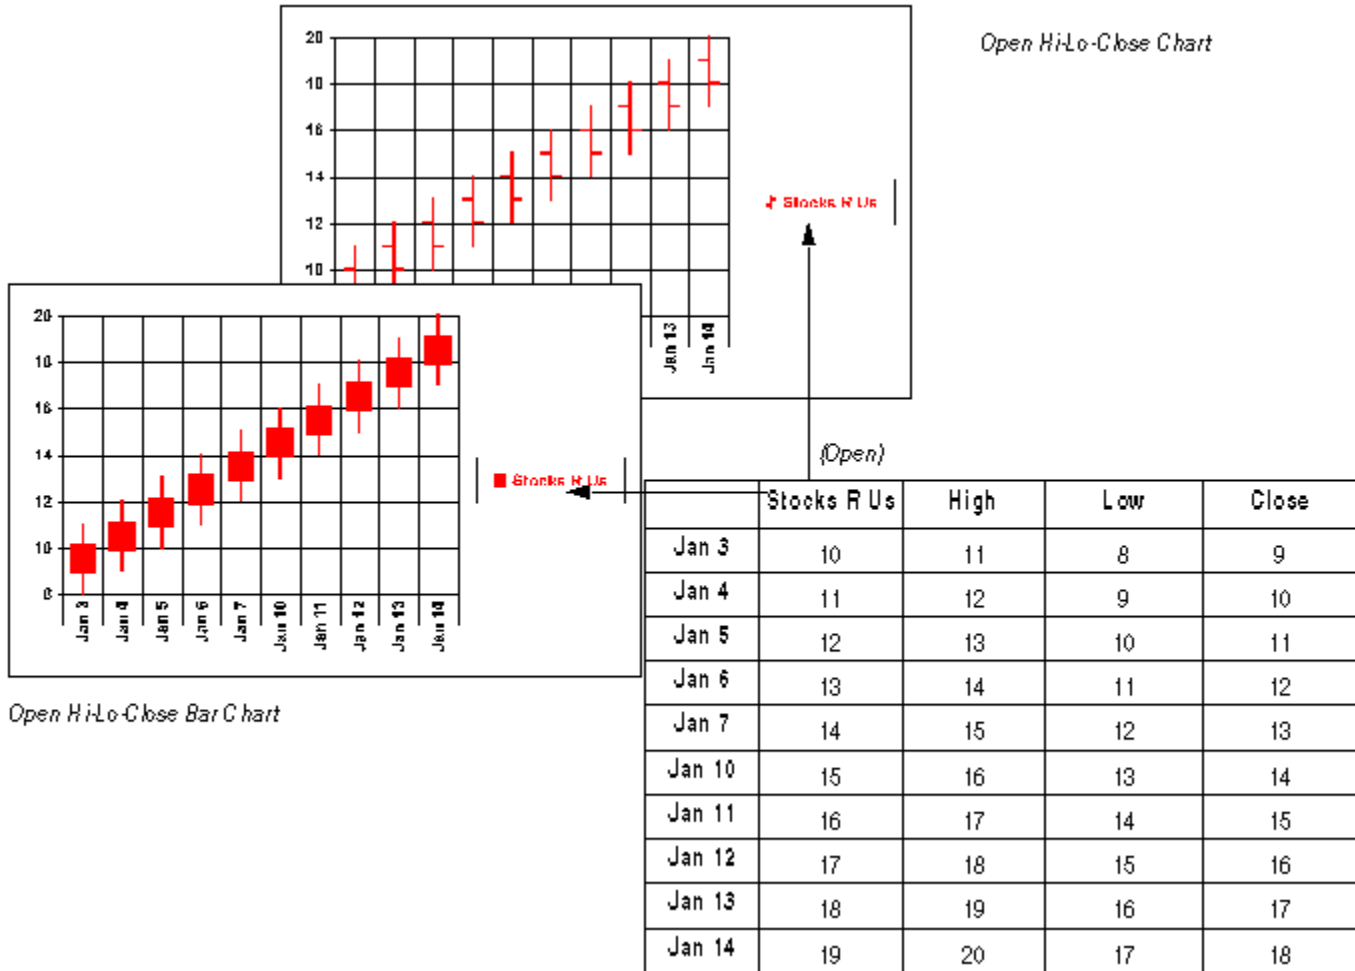 Open Hi-Lo-Close Chart
20
18
16
14
12
10
Stocks R Us
Jan 13
Jan 14
20
18
16
14
12
10
8
Jan 3
Jan 4
Jan 5
Jan 6
Jan 7
Jan 10
Jan 11
Jan 12
Jan 13
Jan 14
Stocks R Us
Open Hi-Lo-Close Bar Chart
(Open)
Stocks R Us High Low Close
Jan 3 10 11 8 9
Jan 4 11 12 9 10
Jan 5 12 13 10 11
Jan 6 13 14 11 12
Jan 7 14 15 12 13
Jan 10 15 16 13 14
Jan 11 16 17 14 15
Jan 12 17 18 15 16
Jan 13 18 19 16 17
Jan 14 19 20 17 18